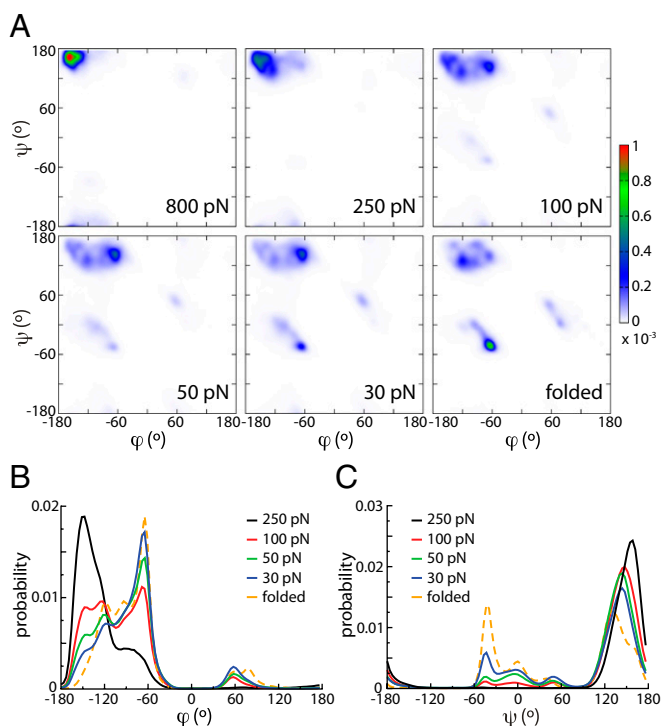 A
180
60
-60
-180
ψ (º)
800 pN
250 pN
100 pN
180
60
-60
-180
ψ (º)
50 pN
30 pN
folded
-180 -60 60 -180 -60 60 -180 -60 60 180
φ (º) φ (º) φ (º)
1
0.8
0.6
0.4
0.2
0
x 10-3
B
0.02
0.01
0
probability
250 pN
100 pN
50 pN
30 pN
folded
-180 -120 -60 0 60 120 180
φ (º)
C
0.03
0.02
0.01
0.00
probability
250 pN
100 pN
50 pN
30 pN
folded
-180 -120 -60 0 60 120 180
ψ (º)